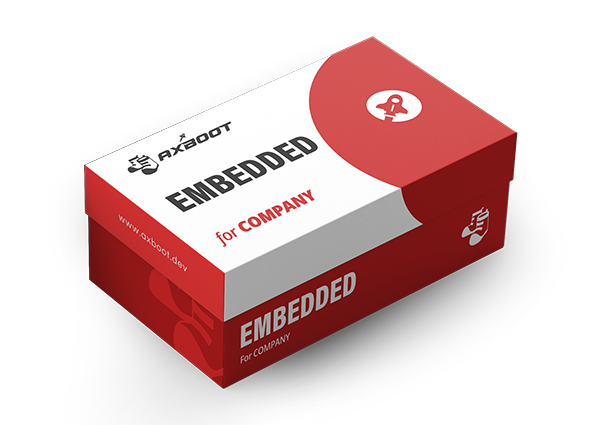 AXBOOT
EMBEDDED
for COMPANY
www.axboot.dev
EMBEDDED
For COMPANY